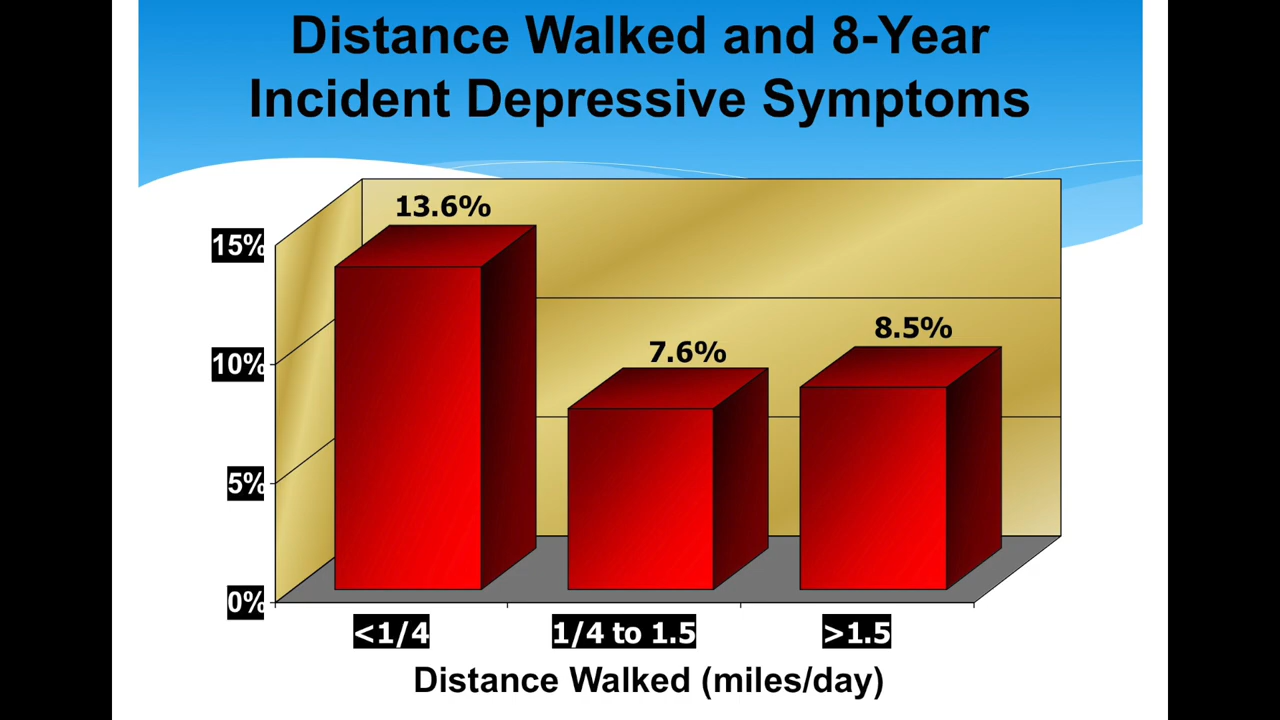 Distance Walked and 8-Year
Incident Depressive Symptoms
13.6%
15%
8.5%
7.6%
10%
5%
0%
<1/4
1/4 to 1.5
>1.5
Distance Walked (miles/day)